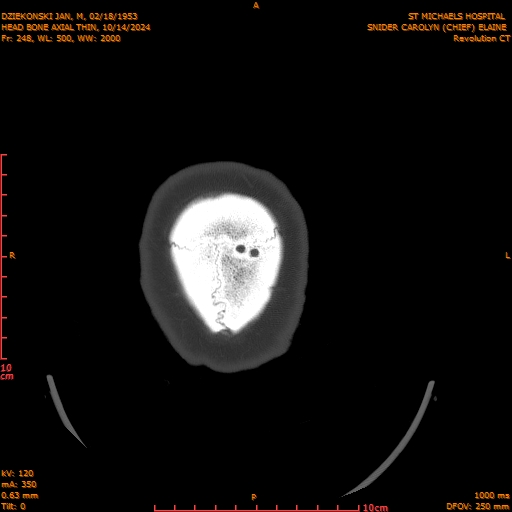 A
DZIEKONSKI JAN, M, 02/18/1953
HEAD BONE AXIAL THIN, 10/14/2024
Fr: 248, WL: 500, WW: 2000
ST MICHAELS HOSPITAL
SNIDER CAROLYN (CHIEF) ELAINE
Revolution CT
R
L
10
cm
kV: 120
mA: 350
0.63 mm
Tilt: 0
P
10cm
1000 ms
DFOV: 250 mm